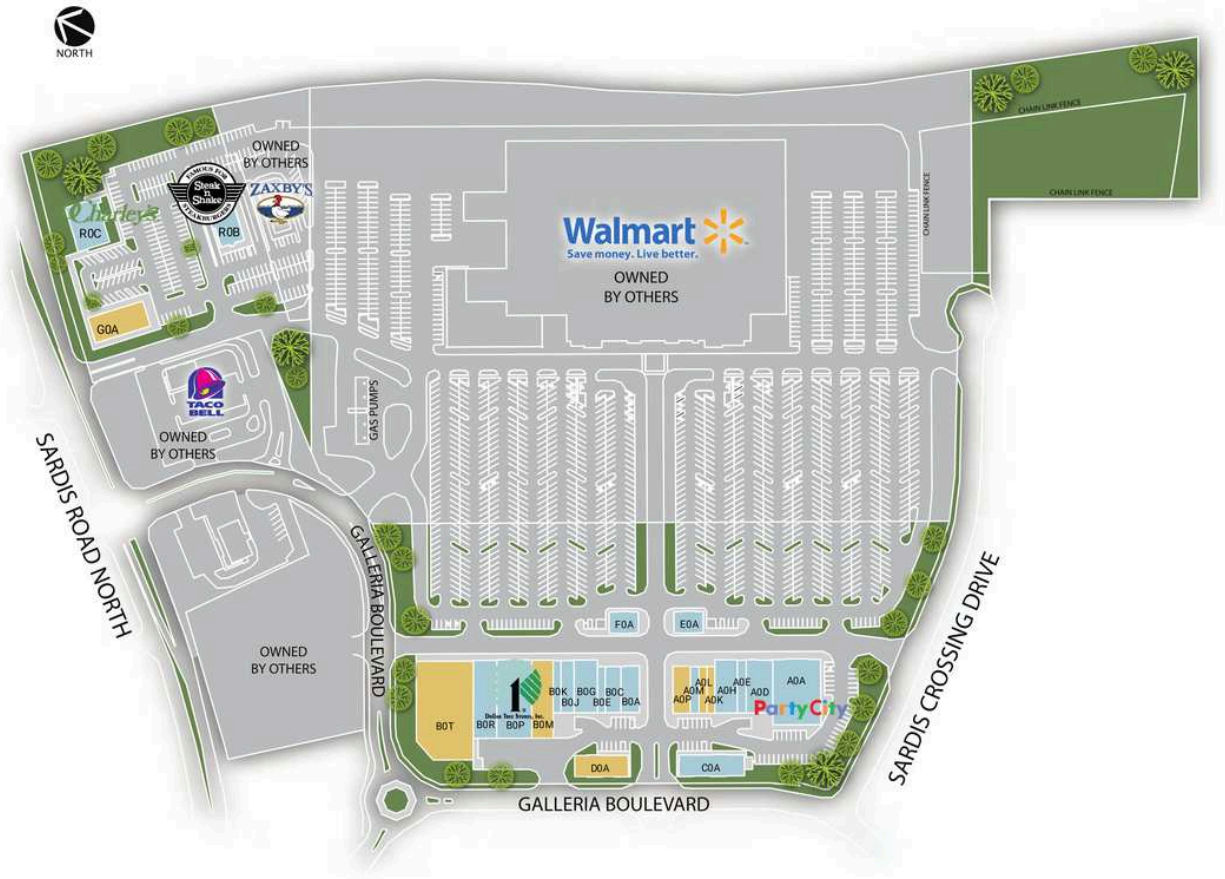 NORTH
CHAIN LINK FENCE
CHAIN LINK FENCE
CHAIN LINK FENCE
OWNED
BY OTHERS
FAMOUS FOR
Steak
n
Shake
STEAKBURGERS
ZAXBY'S
Charley's
R0C
R0B
G0A
Walmart
Save money. Live better.
OWNED
BY OTHERS
TACO
BELL
OWNED
BY OTHERS
GAS PUMPS
SARDIS ROAD NORTH
GALLERIA BOULEVARD
SARDIS CROSSING DRIVE
OWNED
BY OTHERS
F0A
E0A
B0T
B0R
B0P
B0M
B0K
B0J
B0G
B0E
B0C
B0A
1
Dollar Tree Stores, Inc.
A0P
A0M
A0L
A0K
A0H
A0E
A0D
A0A
PartyCity
D0A
C0A
GALLERIA BOULEVARD